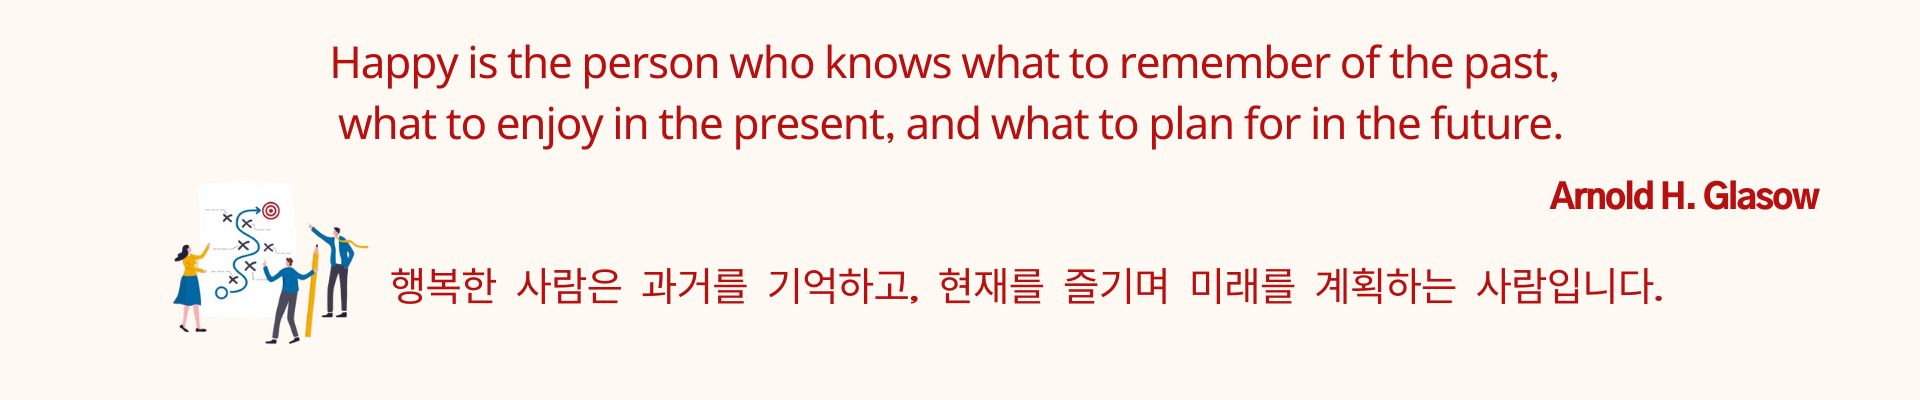 Happy is the person who knows what to remember of the past,
what to enjoy in the present, and what to plan for in the future.
Arnold H. Glasow
행복한 사람은 과거를 기억하고, 현재를 즐기며 미래를 계획하는 사람입니다.